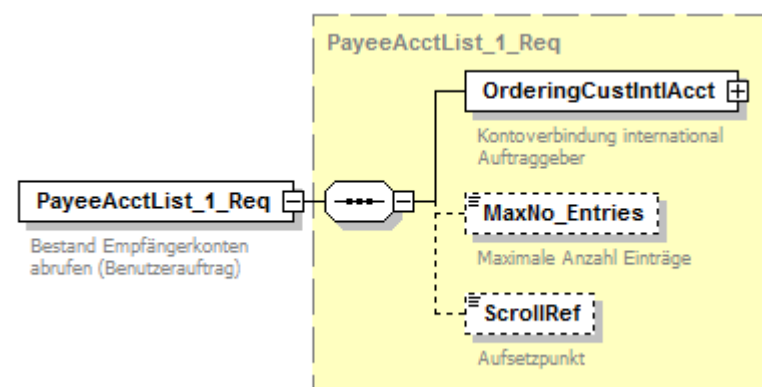 PayeeAcctList_1_Req
OrderingCustIntlAcct
Kontoverbindung international
Auftraggeber
PayeeAcctList_1_Req
Bestand Empfängerkonten
abrufen (Benutzerauftrag)
MaxNo_Entries
Maximale Anzahl Einträge
ScrollRef
Aufsetzpunkt